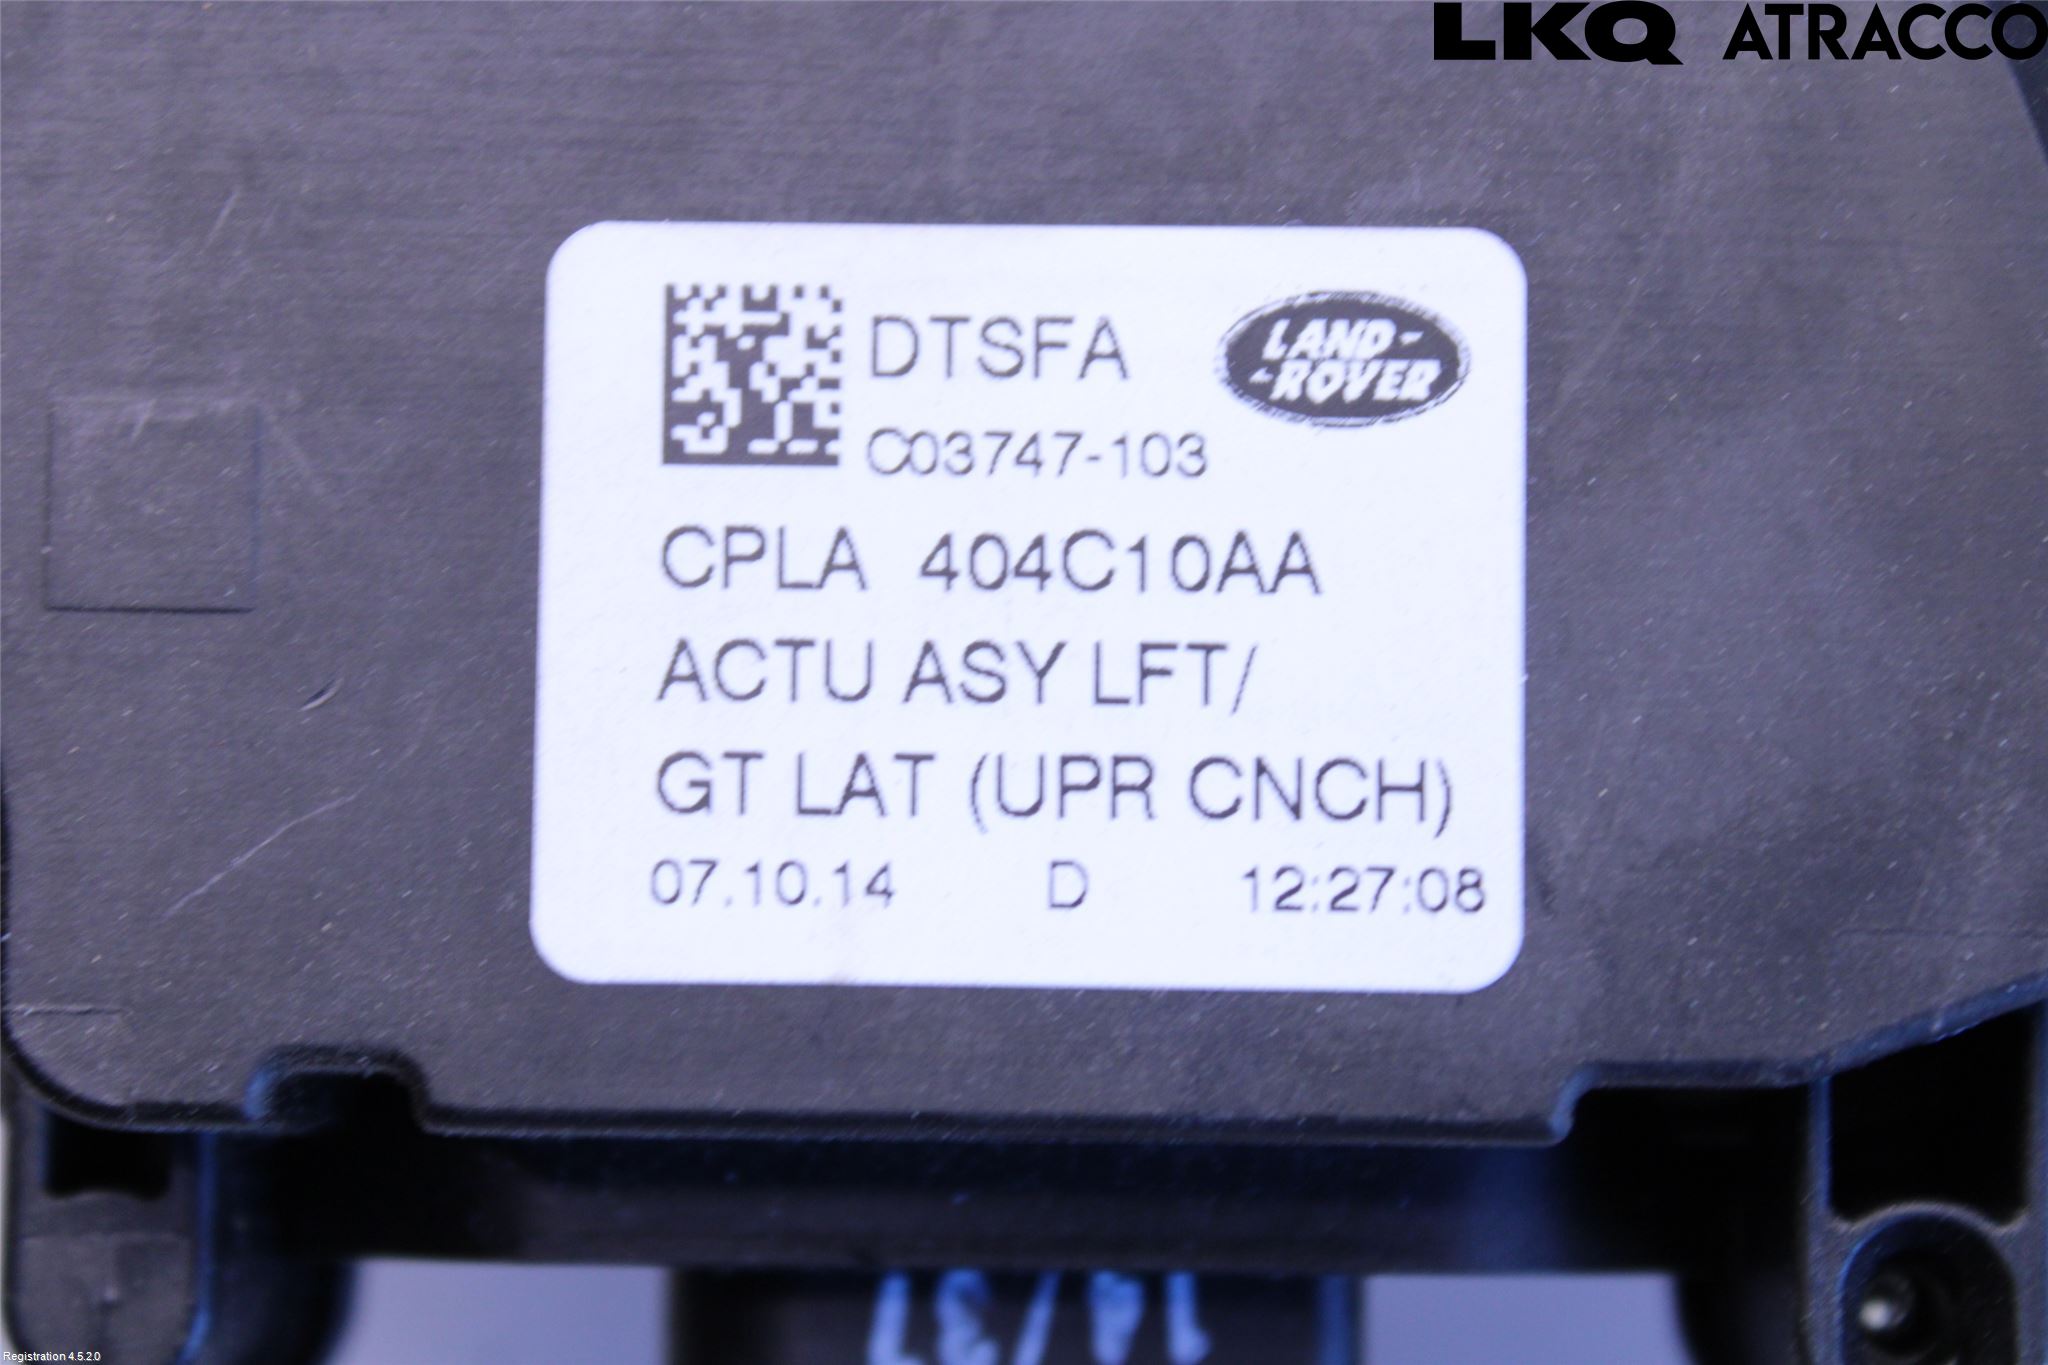 LKQ ATRACCO
DTSFA
LAND-
-ROVER
C03747-103
CPLA 404C10AA
ACTU ASY LFT/
GT LAT (UPR CNCH)
07.10.14 D 12:27:08
Registration 4.5.2.0